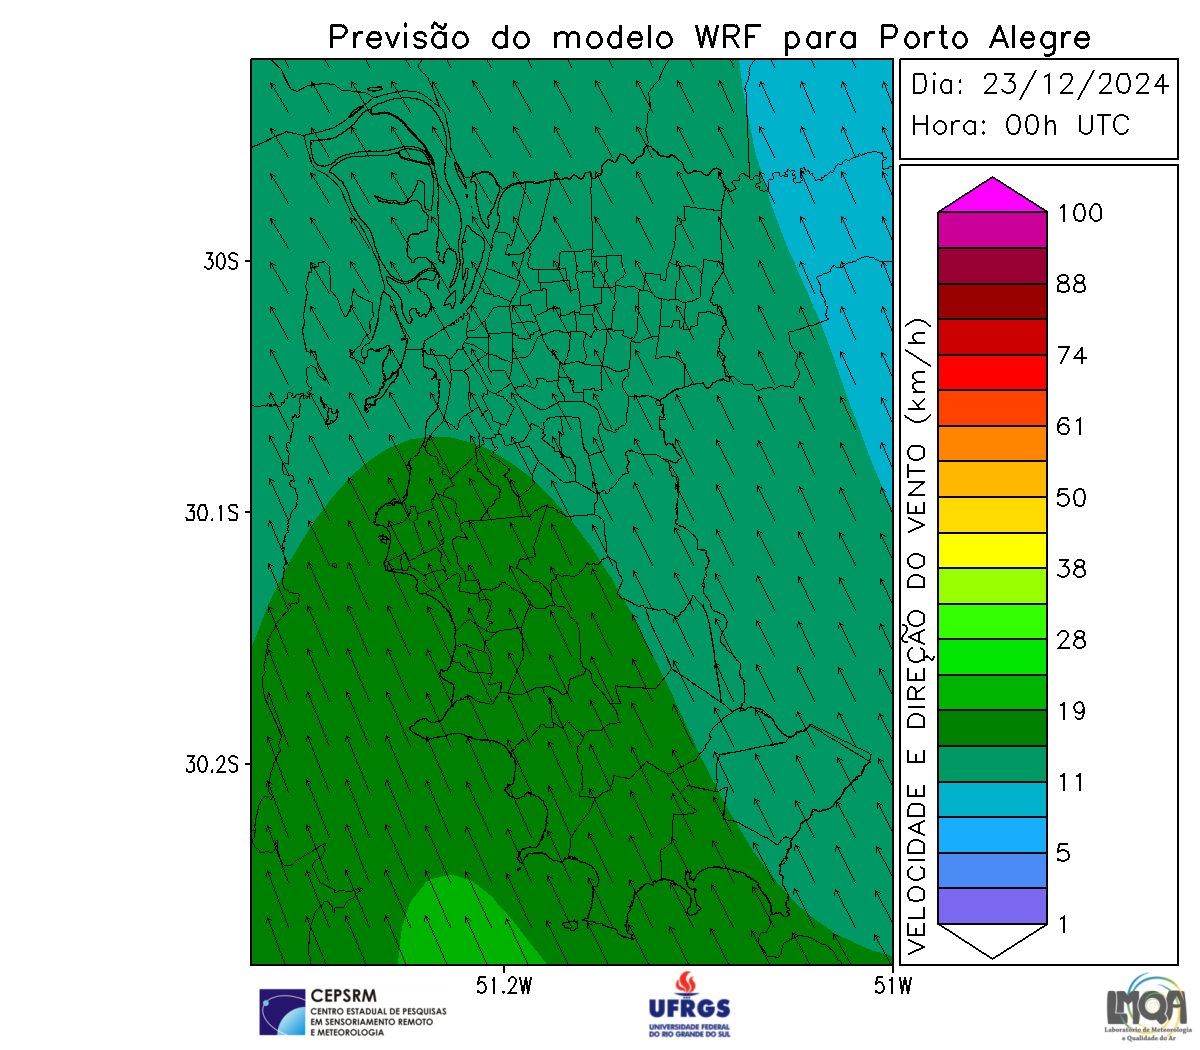 Previsão do modelo WRF para Porto Alegre
Dia: 23/12/2024
Hora: 00h UTC
30S
30.1S
30.2S
51.2W
51W
VELOCIDADE E DIREÇÃO DO VENTO (km/h)
100
88
74
61
50
38
28
19
11
5
1
CEPSRM
CENTRO ESTADUAL DE PESQUISAS
EM SENSORIAMENTO REMOTO
E METEOROLOGIA
UFRGS
UNIVERSIDADE FEDERAL
DO RIO GRANDE DO SUL
LMQA
Laboratório de Meteorologia
e Qualidade do Ar